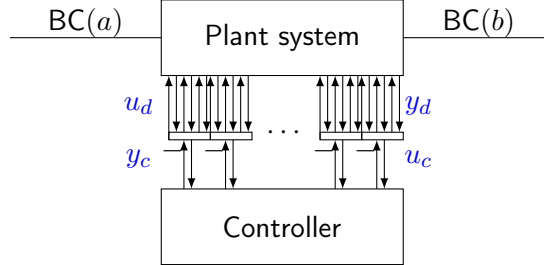 BC(a) Plant system BC(b)
u_d y_d
...
y_c u_c
Controller